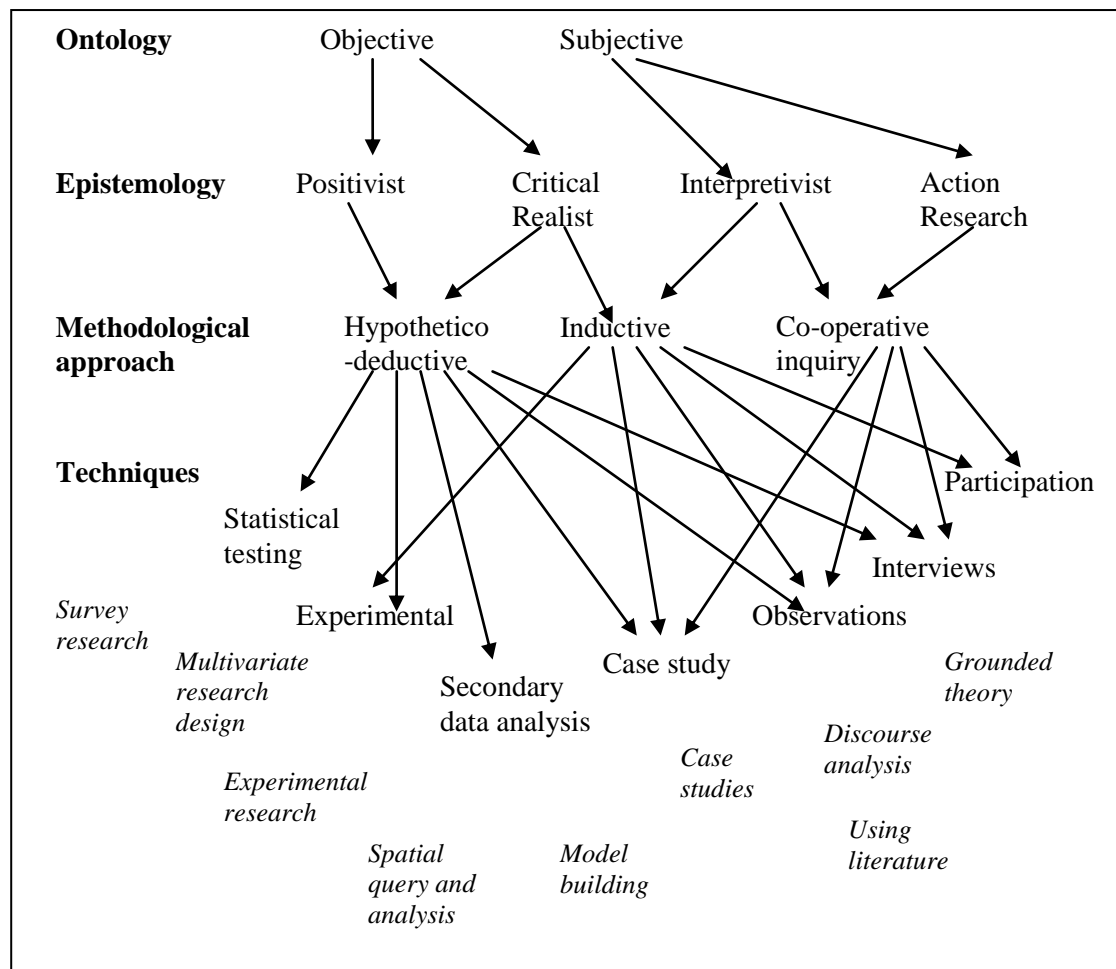 Ontology
Objective
Subjective
Epistemology
Positivist
Critical
Realist
Interpretivist
Action
Research
Methodological
approach
Hypothetico
-deductive
Inductive
Co-operative
inquiry
Techniques
Participation
Statistical
testing
Interviews
Survey
research
Experimental
Observations
Multivariate
research
design
Secondary
data analysis
Case study
Grounded
theory
Experimental
research
Case
studies
Discourse
analysis
Spatial
query and
analysis
Model
building
Using
literature